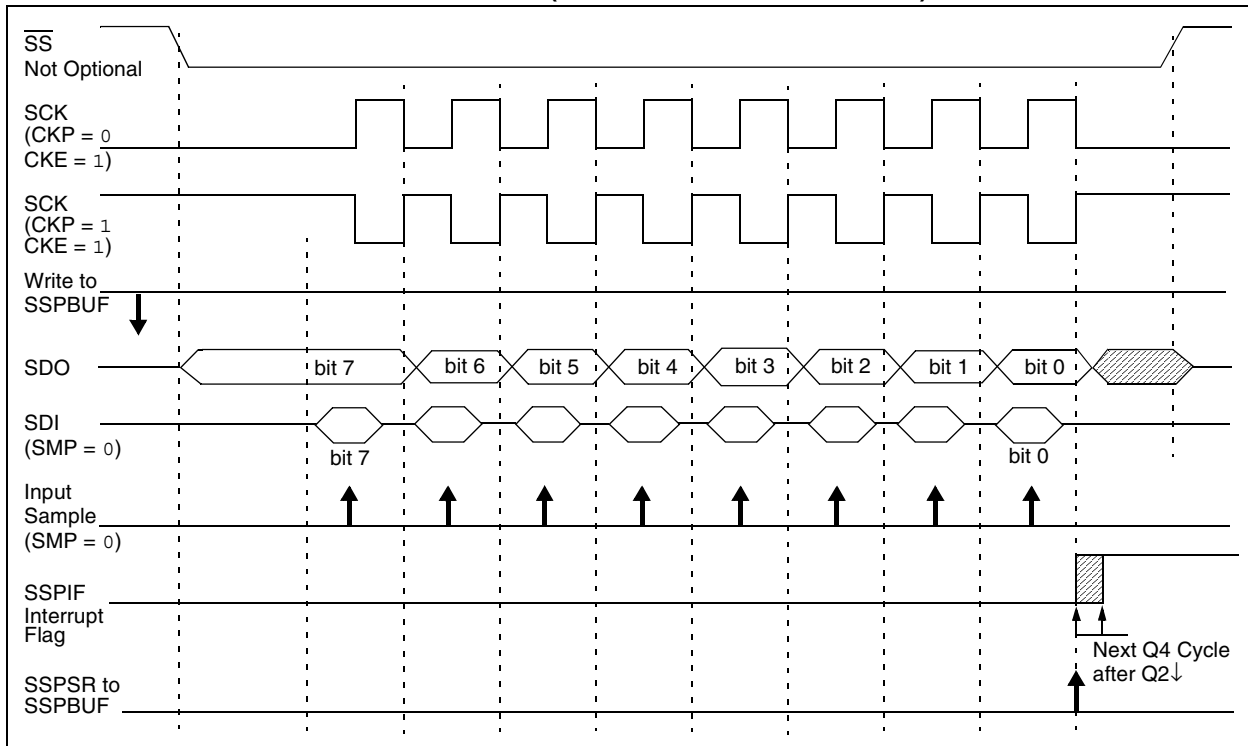 SS
Not Optional
SCK
(CKP = 0
CKE = 1)
SCK
(CKP = 1
CKE = 1)
Write to
SSPBUF
SDO
bit 7
bit 6
bit 5
bit 4
bit 3
bit 2
bit 1
bit 0
SDI
(SMP = 0)
bit 7
bit 0
Input
Sample
(SMP = 0)
SSPIF
Interrupt
Flag
Next Q4 Cycle
after Q2↓
SSPSR to
SSPBUF